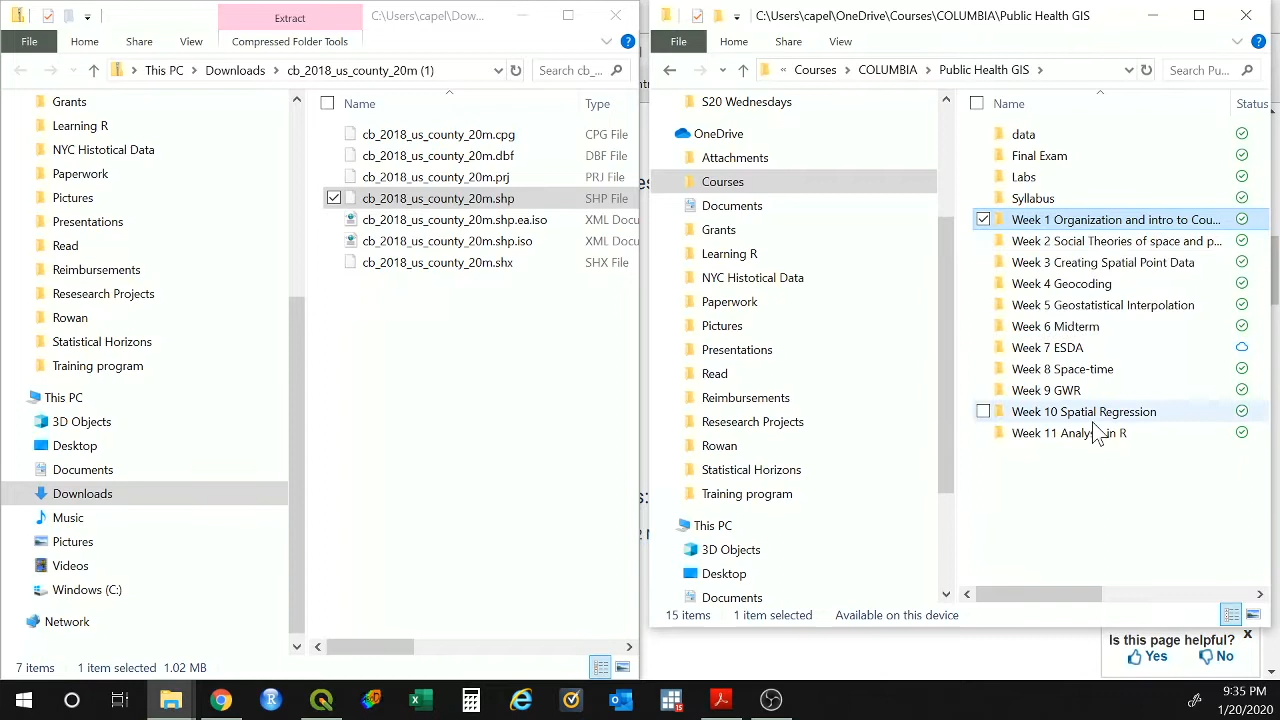 Extract
C:\Users\capel\Dow...
File
Home
Share
View
Compressed Folder Tools
This PC
Downloads
cb_2018_us_county_20m (1)
Search cb_...
Grants
Learning R
NYC Histotical Data
Paperwork
Pictures
Presentations
Read
Reimbursements
Resesearch Projects
Rowan
Statistical Horizons
Training program
This PC
3D Objects
Desktop
Documents
Downloads
Music
Pictures
Videos
Windows (C:)
Network
Name
Type
cb_2018_us_county_20m.cpg
CPG File
cb_2018_us_county_20m.dbf
DBF File
cb_2018_us_county_20m.prj
PRJ File
cb_2018_us_county_20m.shp
SHP File
cb_2018_us_county_20m.shp.ea.iso
XML Docu
cb_2018_us_county_20m.shp.iso
XML Docu
cb_2018_us_county_20m.shx
SHX File
7 items
1 item selected 1.02 MB
C:\Users\capel\OneDrive\Courses\COLUMBIA\Public Health GIS
File
Home
Share
View
« Courses
COLUMBIA
Public Health GIS
Search Pu...
S20 Wednesdays
OneDrive
Attachments
Courses
Documents
Grants
Learning R
NYC Histotical Data
Paperwork
Pictures
Presentations
Read
Reimbursements
Resesearch Projects
Rowan
Statistical Horizons
Training program
This PC
3D Objects
Desktop
Documents
Name
Status
data
Final Exam
Labs
Syllabus
Week 1 Organization and intro to Cou...
Week 2 Social Theories of space and p...
Week 3 Creating Spatial Point Data
Week 4 Geocoding
Week 5 Geostatistical Interpolation
Week 6 Midterm
Week 7 ESDA
Week 8 Space-time
Week 9 GWR
Week 10 Spatial Regression
Week 11 in R
15 items
1 item selected
Available on this device
Is this page helpful?
X
Yes
No
9:35 PM
1/20/2020